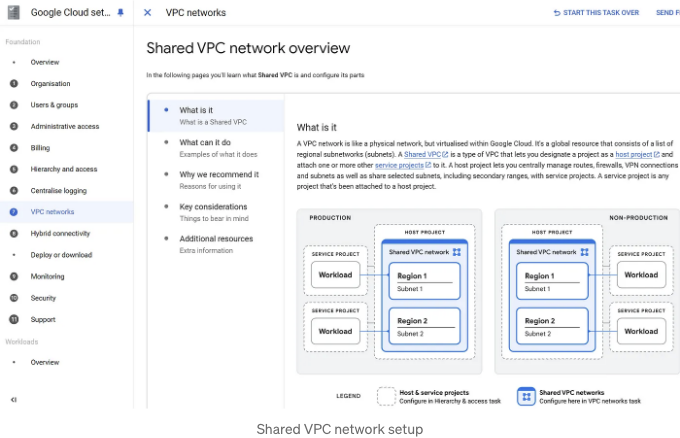 Google Cloud set...
VPC networks
START THIS TASK OVER
SEND F
Foundation
Overview
1 Organisation
2 Users & groups
3 Administrative access
4 Billing
5 Hierarchy and access
6 Centralise logging
7 VPC networks
8 Hybrid connectivity
Deploy or download
9 Monitoring
10 Security
11 Support
Workloads
Overview
Shared VPC network overview
In the following pages you'll learn what Shared VPC is and configure its parts
What is it
What is a Shared VPC
What can it do
Examples of what it does
Why we recommend it
Reasons for using it
Key considerations
Things to bear in mind
Additional resources
Extra information
What is it
A VPC network is like a physical network, but virtualised within Google Cloud. It's a global resource that consists of a list of
regional subnetworks (subnets). A Shared VPC is a type of VPC that lets you designate a project as a host project and
attach one or more other service projects to it. A host project lets you centrally manage routes, firewalls, VPN connections
and subnets as well as share selected subnets, including secondary ranges, with service projects. A service project is any
project that's been attached to a host project.
PRODUCTION
HOST PROJECT
Shared VPC network
SERVICE PROJECT
Workload
Region 1
Subnet 1
SERVICE PROJECT
Workload
Region 2
Subnet 2
NON-PRODUCTION
HOST PROJECT
Shared VPC network
SERVICE PROJECT
Region 1
Subnet 1
Workload
SERVICE PROJECT
Region 2
Subnet 2
Workload
LEGEND
Host & service projects
Configure in Hierarchy & access task
Shared VPC networks
Configure here in VPC networks task
Shared VPC network setup